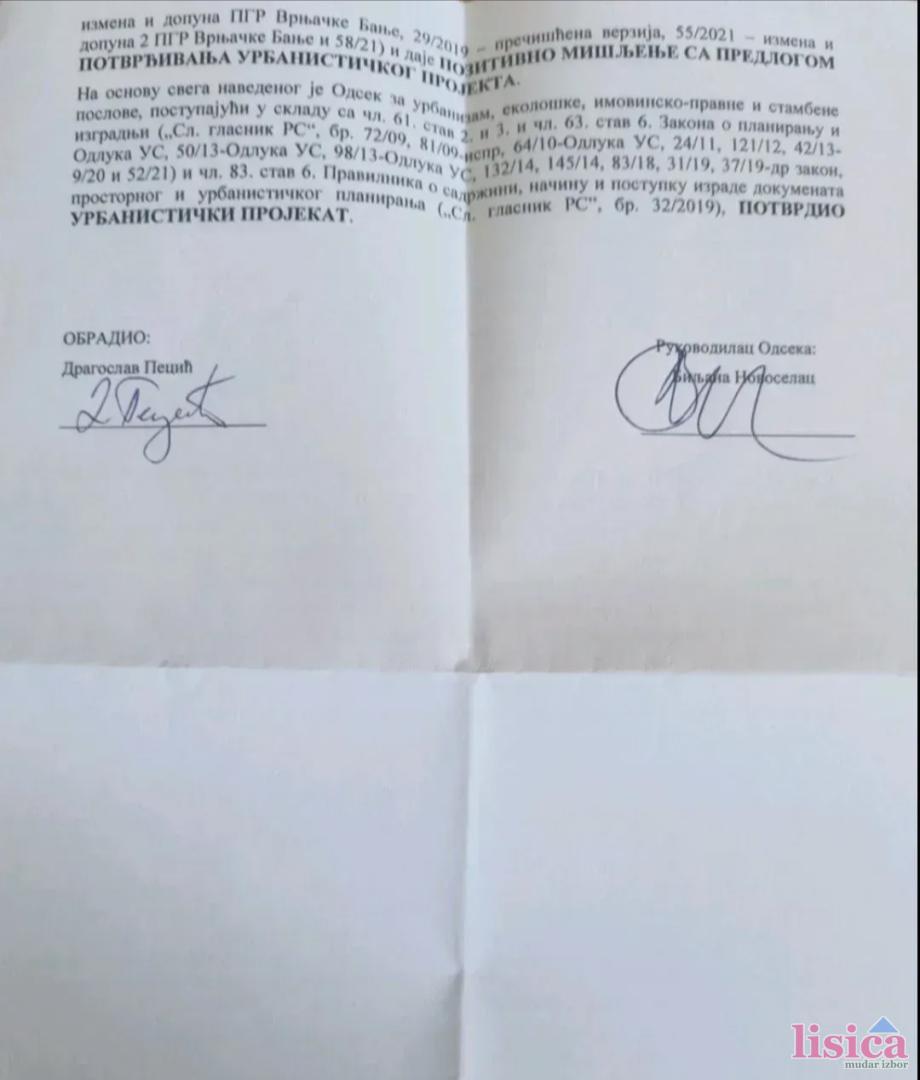 измена и допуна ПГР Врњачке Бање, 29/2019 – пречишћена верзија, 55/2021 – измена и
допуна 2 ПГР Врњачке Бање и 58/21) и даје ПОЗИТИВНО МИШЉЕЊЕ СА ПРЕДЛОГОМ
ПОТВРЂИВАЊА УРБАНИСТИЧКОГ ПРОЈЕКТА.
На основу свега наведеног је Одсек за урбанизам, еколошке, имовинско-правне и стамбене
послове, поступајући у складу са чл. 61. став 2. и 3. и чл. 63. став 6. Закона о планирању и
изградњи („Сл. гласник РС“, бр. 72/09, 81/09-испр, 64/10-Одлука УС, 24/11, 121/12, 42/13-
Одлука УС, 50/13-Одлука УС, 98/13-Одлука УС, 132/14, 145/14, 83/18, 31/19, 37/19-др закон,
9/20 и 52/21) и чл. 83. став 6. Правилника о садржини, начину и поступку израде докумената
просторног и урбанистичког планирања („Сл. гласник РС“, бр. 32/2019), ПОТВРДИО
УРБАНИСТИЧКИ ПРОЈЕКАТ.
ОБРАДИО:
Драгослав Пецић
Руководилац Одсека:
Биљана Новоселац
lisica
mudar izbor